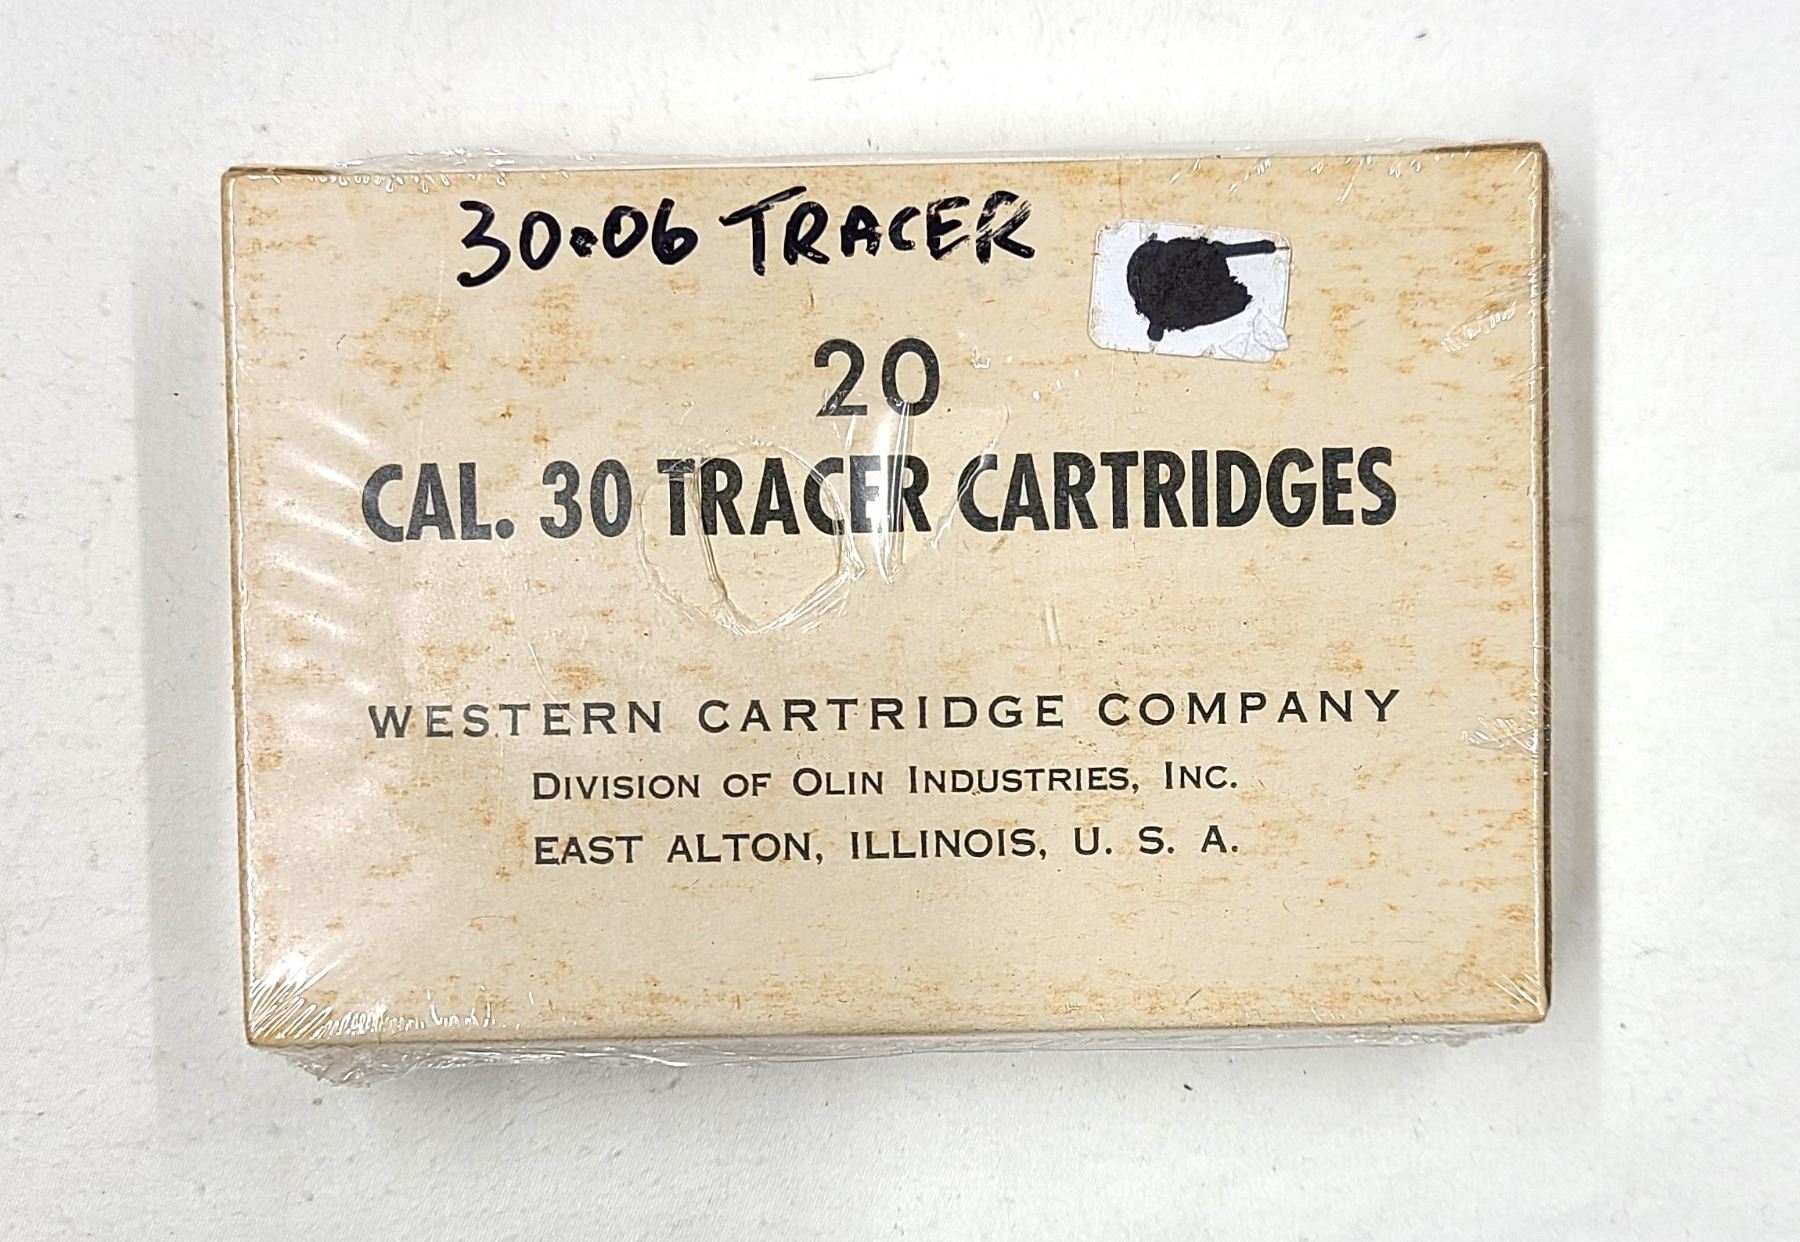 30.06 TRACER
20
CAL. 30 TRACER CARTRIDGES
WESTERN CARTRIDGE COMPANY
DIVISION OF OLIN INDUSTRIES, INC.
EAST ALTON, ILLINOIS, U. S. A.